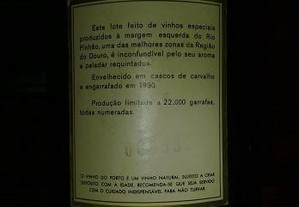 Este lote feito de vinhos especiais
produzidos à margem esquerda do Rio
Pinhão, uma das melhores zonas da Região
do Douro, é inconfundível pelo seu aroma
e paladar requintados.
Envelhecido em cascos de carvalho
e engarrafado em 1990.
Produção limitada a 22.000 garrafas,
todas numeradas.
O VINHO DO PORTO É UM VINHO NATURAL, SUJEITO A CRIAR
DEPÓSITO COM A IDADE. RECOMENDA-SE QUE SEJA SERVIDO
COM O CUIDADO INDISPENSÁVEL PARA NÃO TURVAR